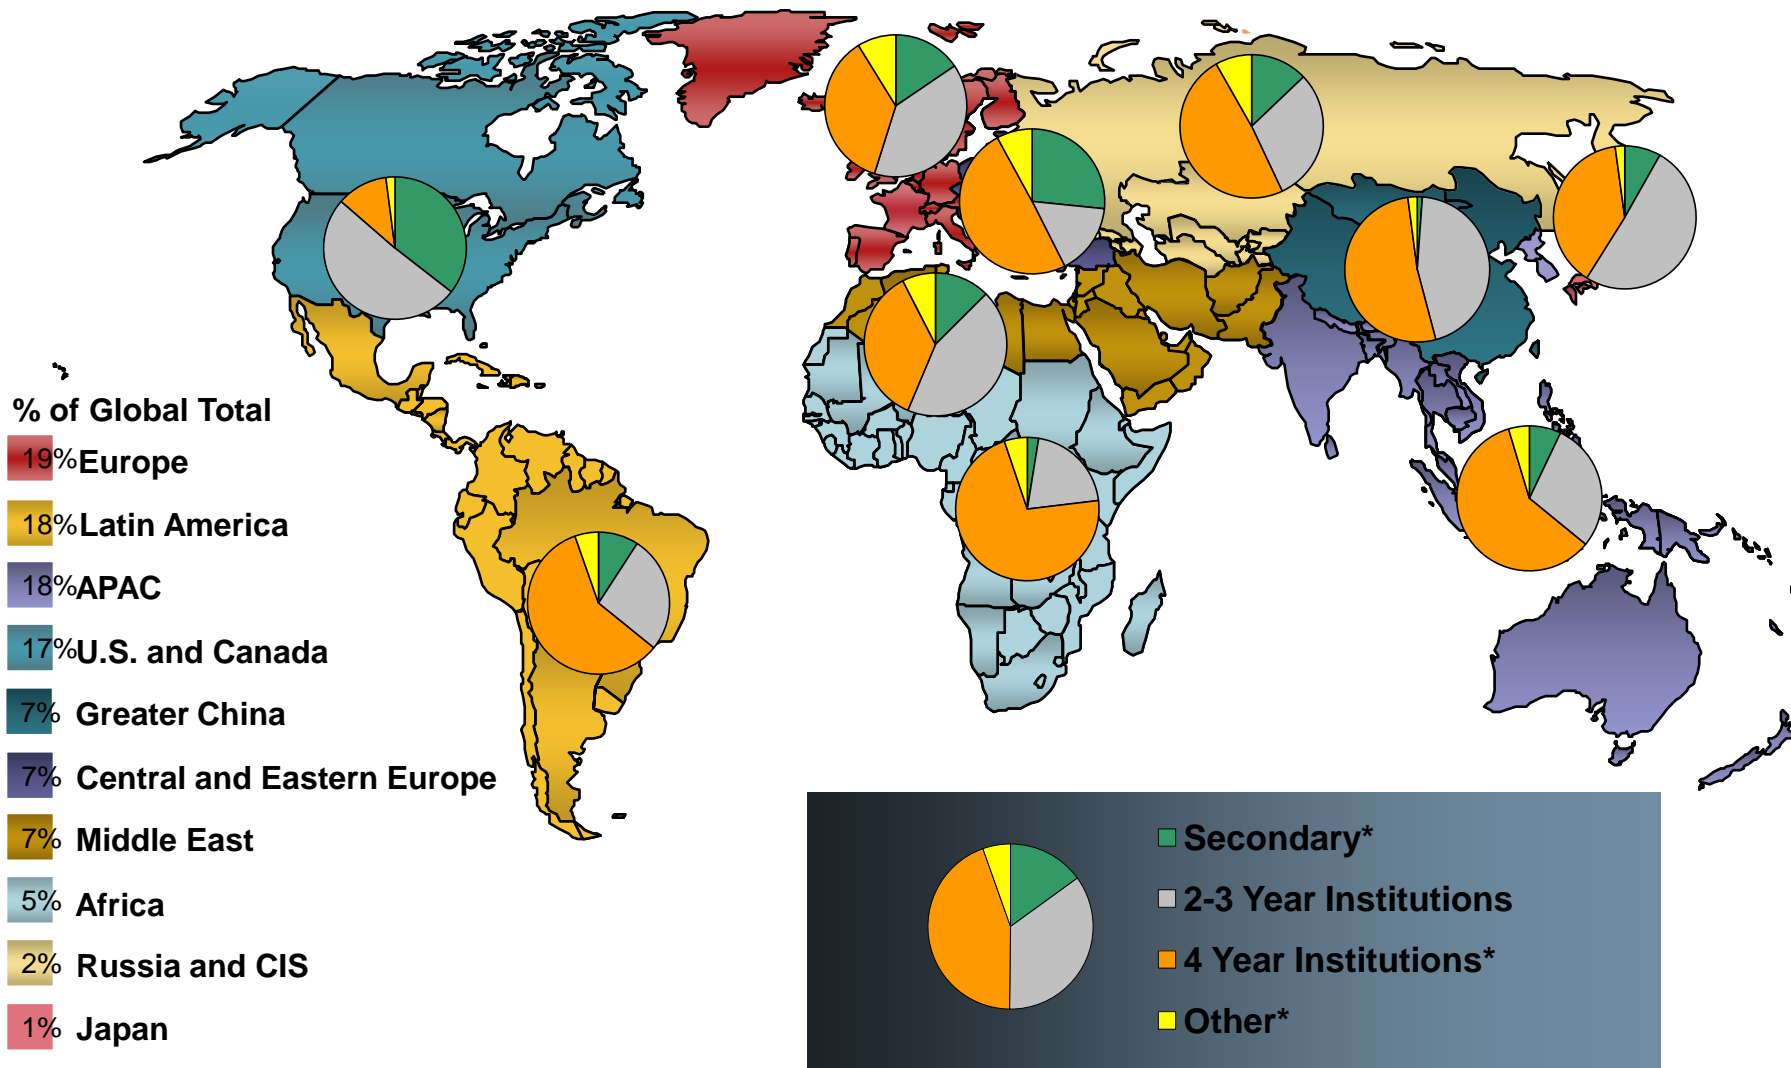 % of Global Total
19% Europe
18% Latin America
18% APAC
17% U.S. and Canada
7% Greater China
7% Central and Eastern Europe
7% Middle East
5% Africa
2% Russia and CIS
1% Japan
Secondary*
2-3 Year Institutions
4 Year Institutions*
Other*